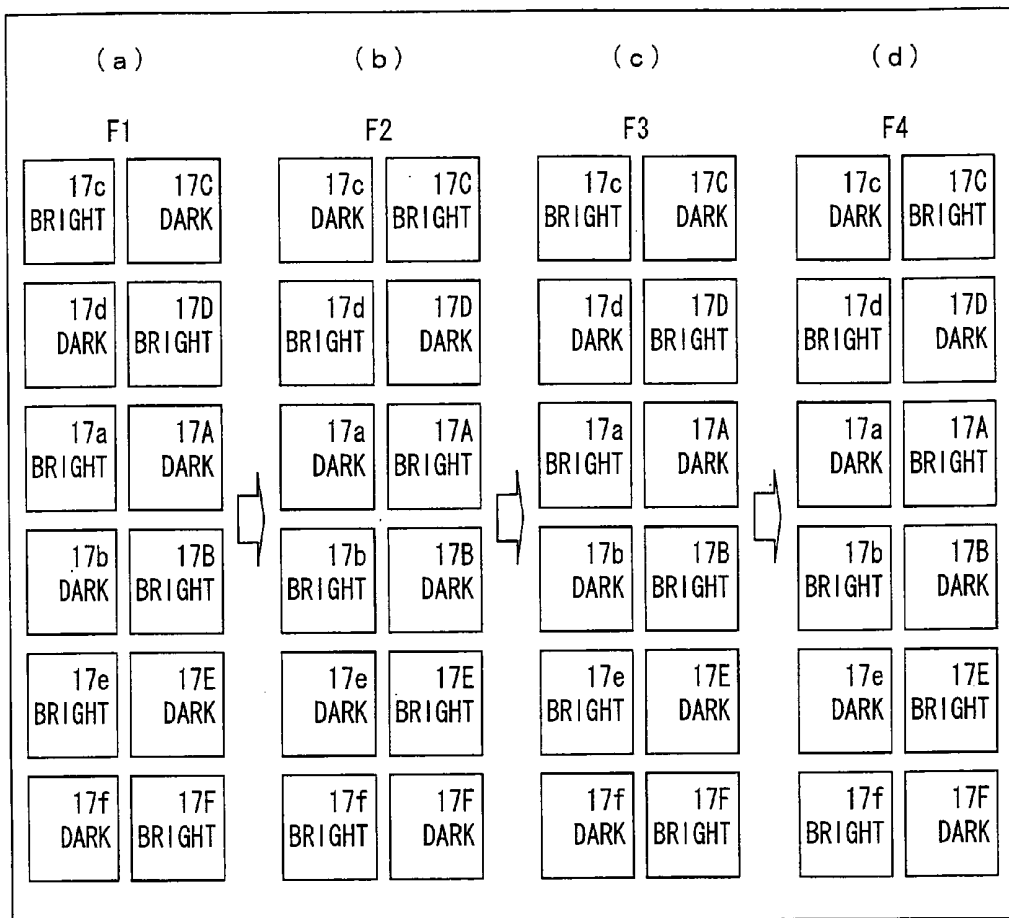 (a) (b) (c) (d)
F1 F2 F3 F4
17c 17C 17c 17C 17c 17C 17c 17C
BRIGHT DARK DARK BRIGHT BRIGHT DARK DARK BRIGHT
17d 17D 17d 17D 17d 17D 17d 17D
DARK BRIGHT BRIGHT DARK DARK BRIGHT BRIGHT DARK
17a 17A 17a 17A 17a 17A 17a 17A
BRIGHT DARK DARK BRIGHT BRIGHT DARK DARK BRIGHT
17b 17B 17b 17B 17b 17B 17b 17B
DARK BRIGHT BRIGHT DARK DARK BRIGHT BRIGHT DARK
17e 17E 17e 17E 17e 17E 17e 17E
BRIGHT DARK DARK BRIGHT BRIGHT DARK DARK BRIGHT
17f 17F 17f 17F 17f 17F 17f 17F
DARK BRIGHT BRIGHT DARK DARK BRIGHT BRIGHT DARK